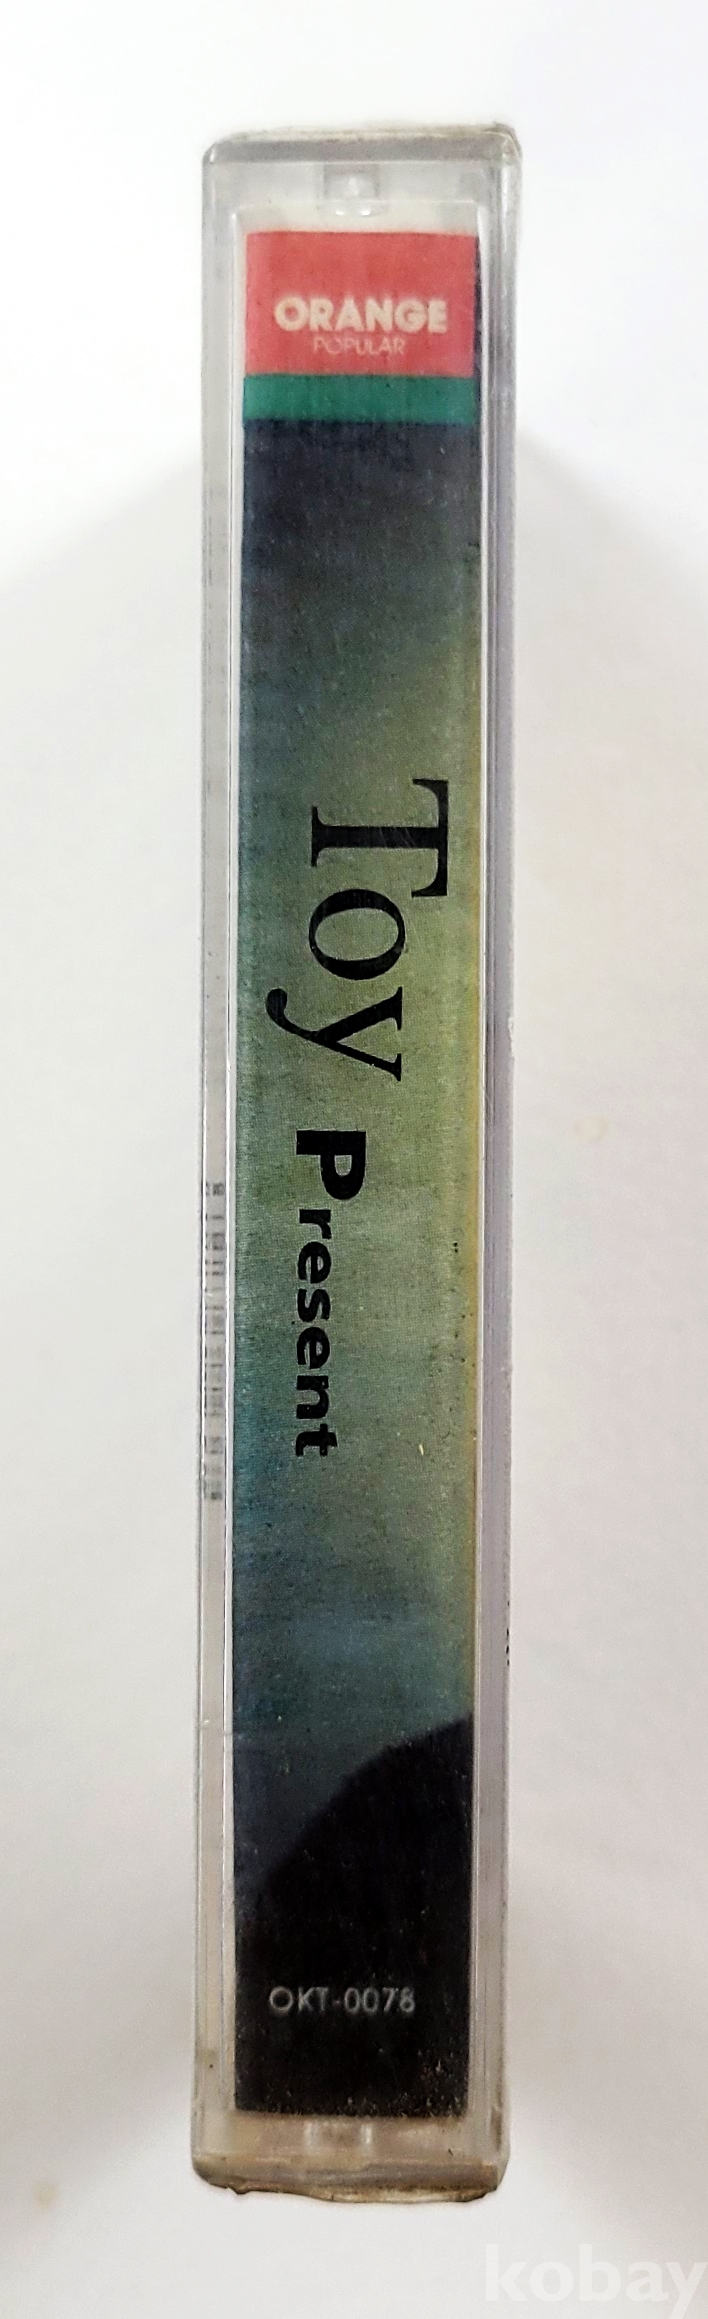 ORANGE
POPULAR
Toy Present
OKT-0078
kobay